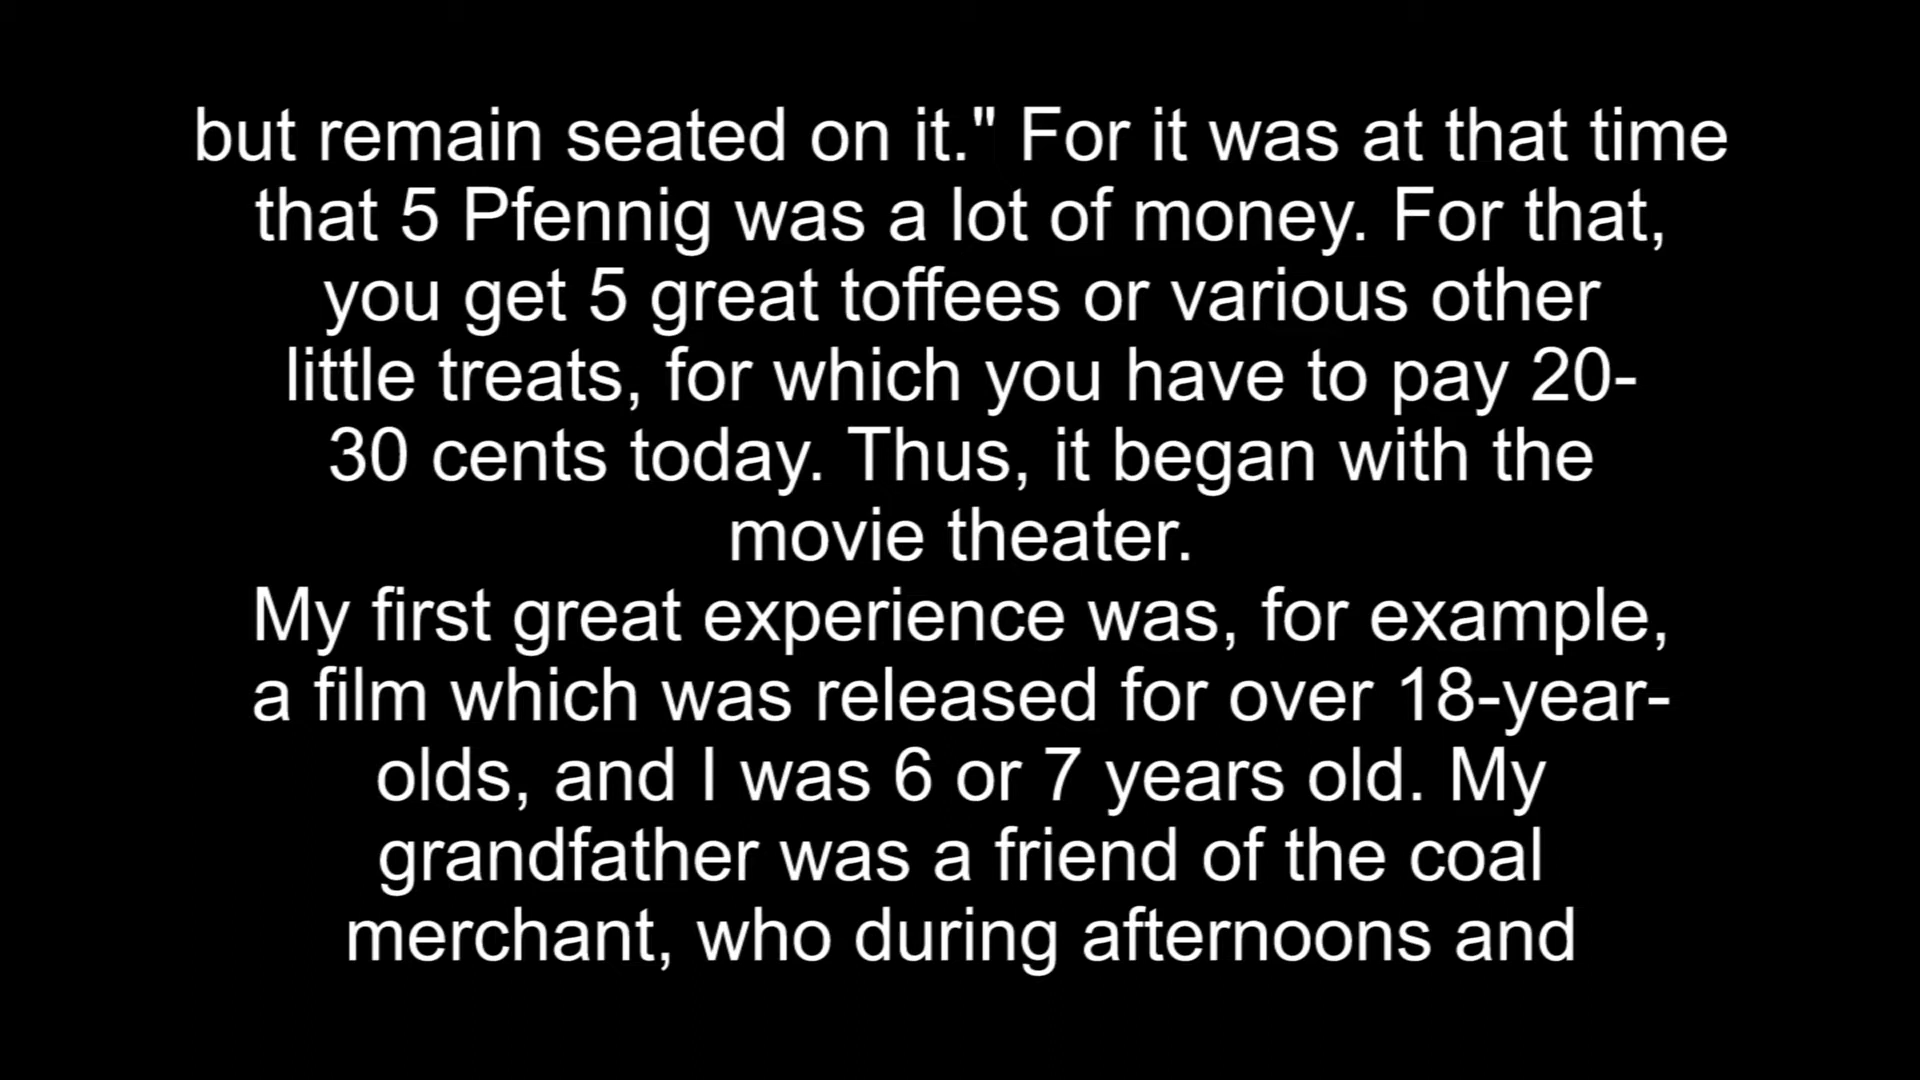 but remain seated on it." For it was at that time
that 5 Pfennig was a lot of money. For that,
you get 5 great toffees or various other
little treats, for which you have to pay 20-
30 cents today. Thus, it began with the
movie theater.
My first great experience was, for example,
a film which was released for over 18-year-
olds, and I was 6 or 7 years old. My
grandfather was a friend of the coal
merchant, who during afternoons and